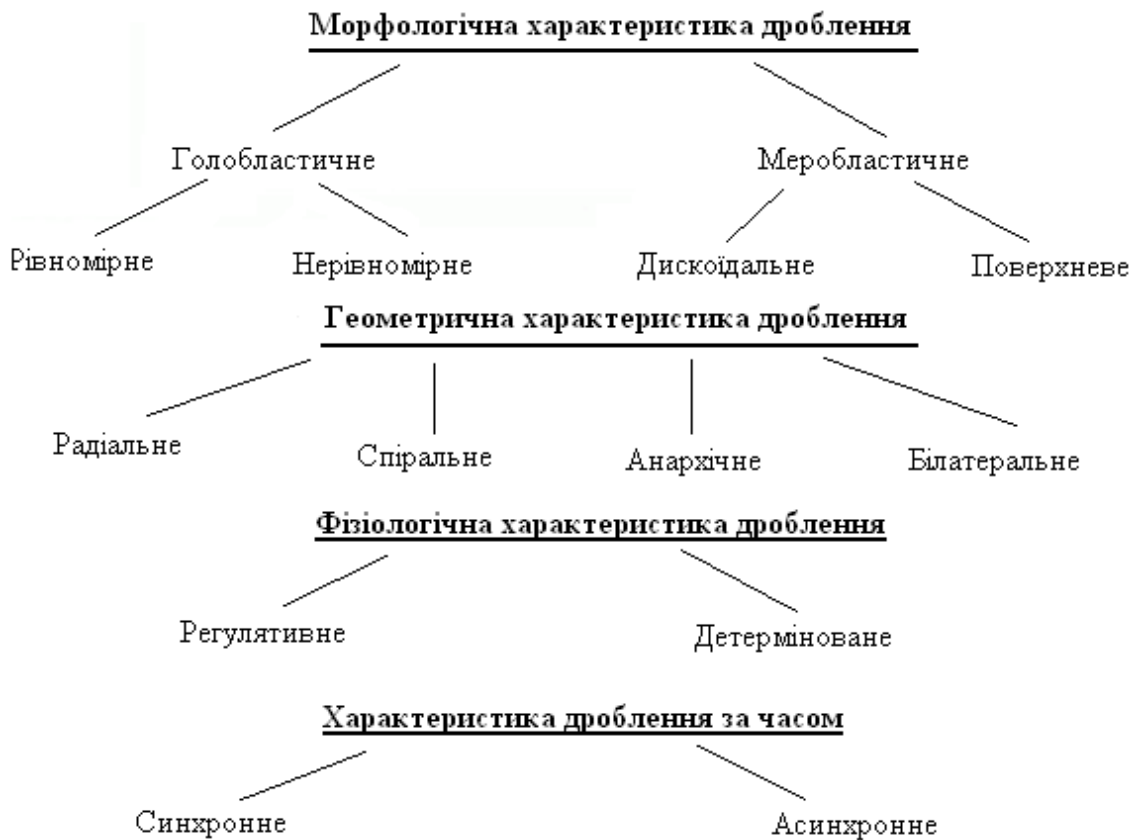 Морфологічна характеристика дроблення
Голобластичне Меробластичне
Рівномірне Нерівномірне Дискоїдальне Поверхневе
Геометрична характеристика дроблення
Радіальне Спіральне Анархічне Білатеральне
Фізіологічна характеристика дроблення
Регулятивне Детерміноване
Характеристика дроблення за часом
Синхронне Асинхронне